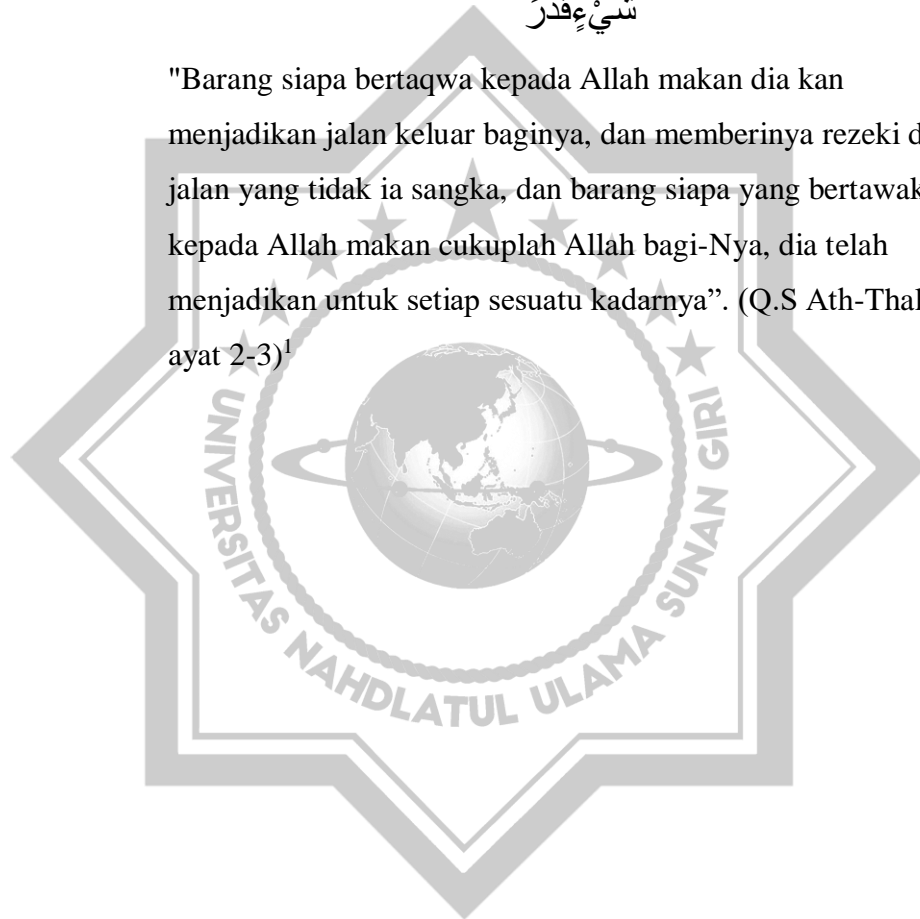 شَيْءٍقَدْرً
"Barang siapa bertaqwa kepada Allah makan dia kan
menjadikan jalan keluar baginya, dan memberinya rezeki d
jalan yang tidak ia sangka, dan barang siapa yang bertawak
kepada Allah makan cukuplah Allah bagi-Nya, dia telah
menjadikan untuk setiap sesuatu kadarnya”. (Q.S Ath-Thal
ayat 2-3)1
UNIVERSITAS NAHDLATUL ULAMA SUNAN GIRI